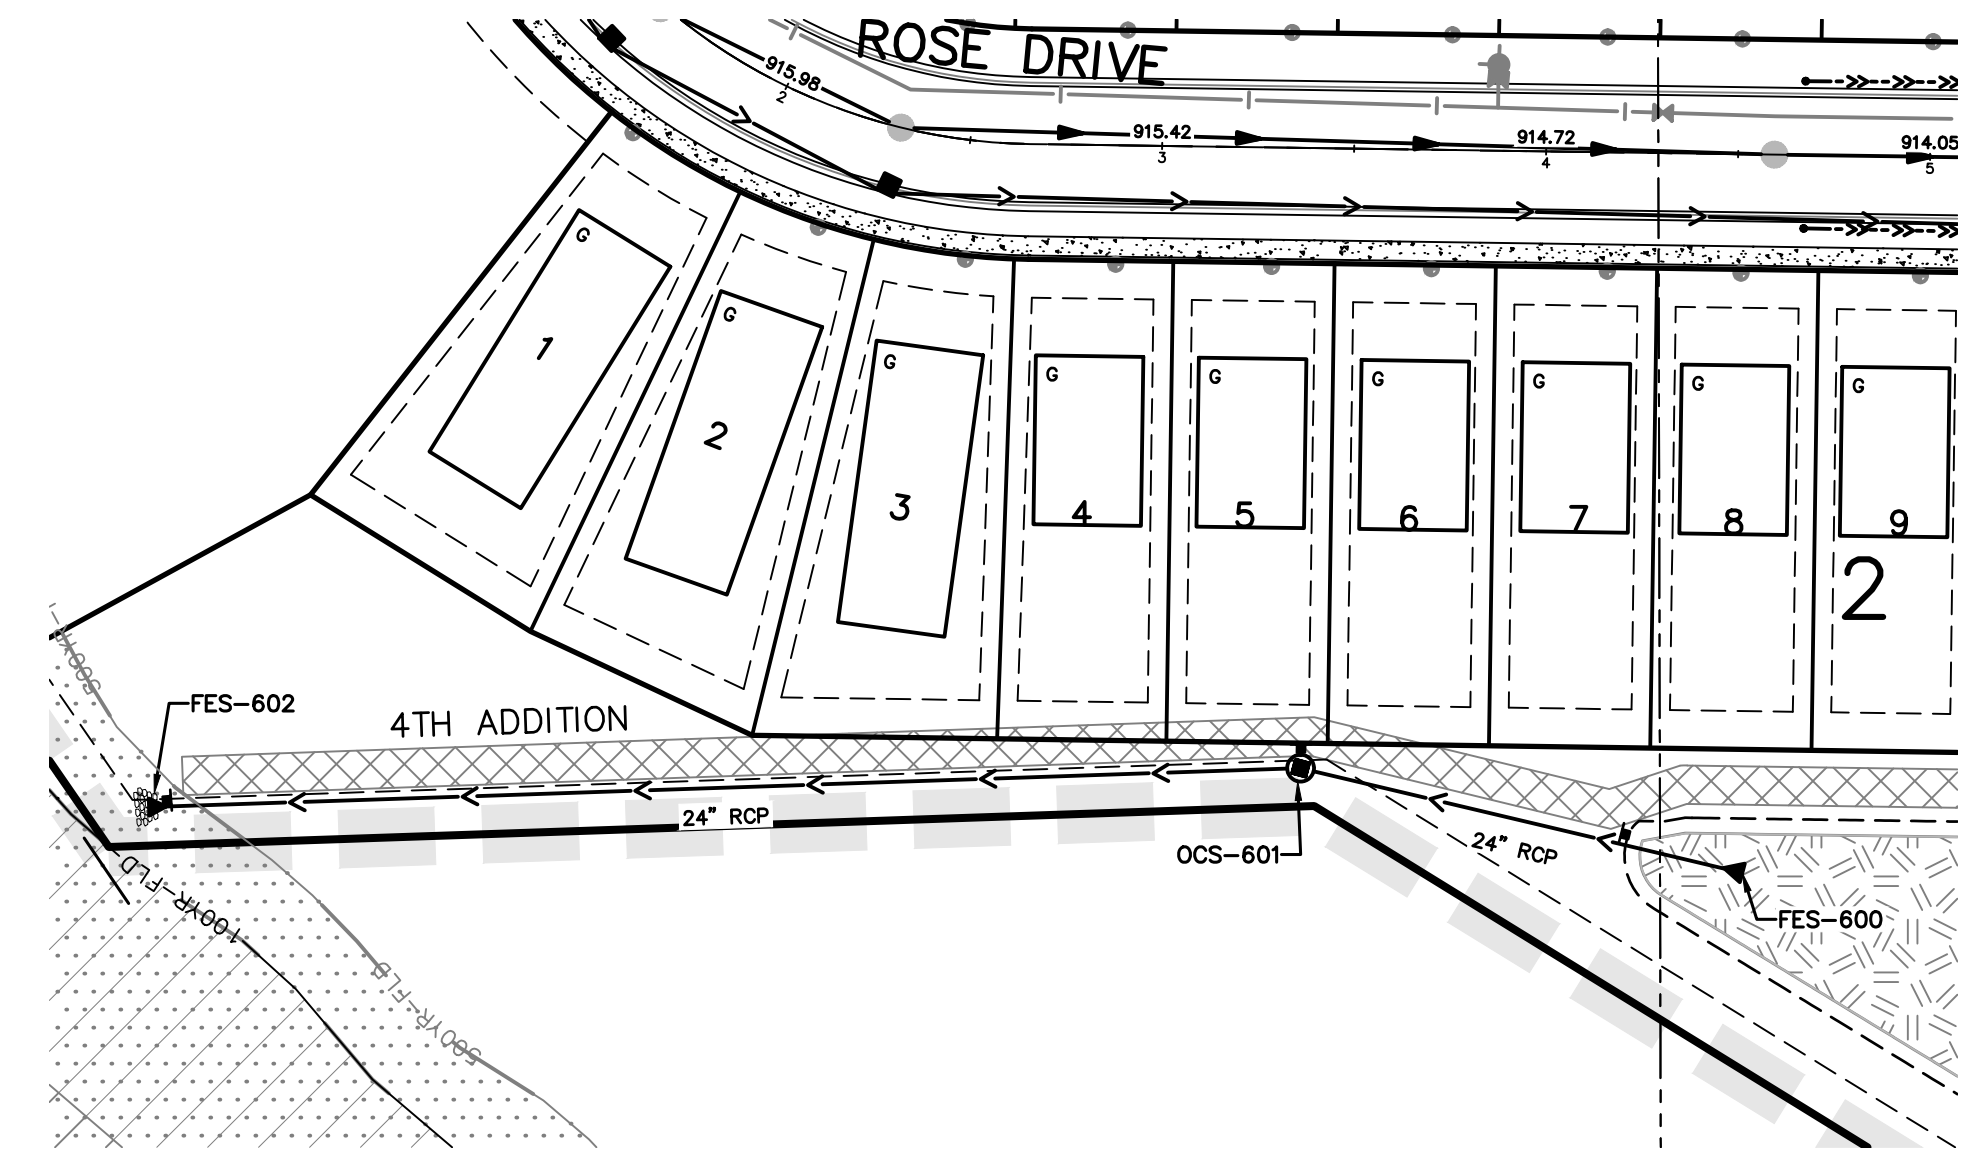 ROSE DRIVE
915.98
2
915.42
3
914.72
4
914.05
5
G
1
G
2
G
3
G
4
G
5
G
6
G
7
G
8
G
9
2
500YR
FES-602
4TH ADDITION
24" RCP
OCS-601
24" RCP
FES-600
100YR-FLD
500YR-FLD